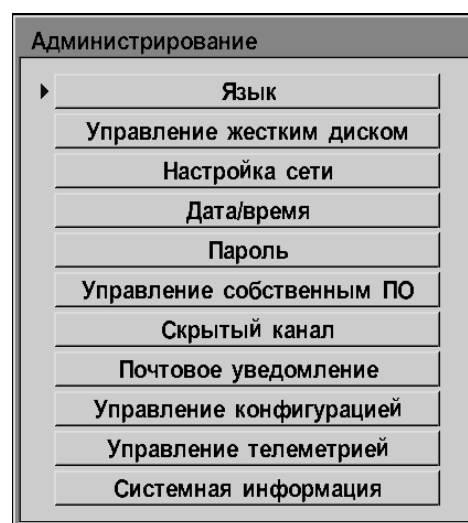 Администрирование
Язык
Управление жестким диском
Настройка сети
Дата/время
Пароль
Управление собственным ПО
Скрытый канал
Почтовое уведомление
Управление конфигурацией
Управление телеметрией
Системная информация